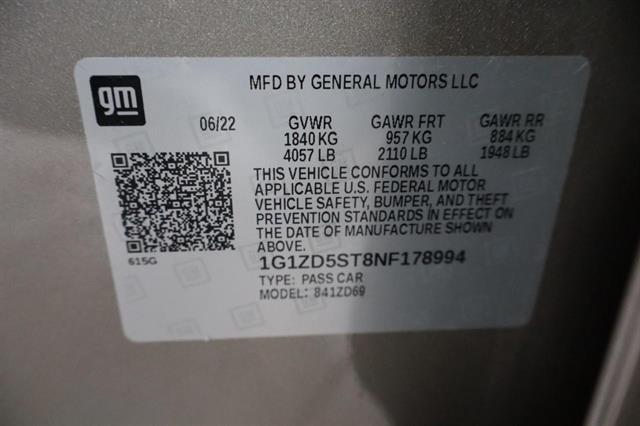 gm
MFD BY GENERAL MOTORS LLC
06/22 GVWR GAWR FRT GAWR RR
1840 KG 957 KG 884 KG
4057 LB 2110 LB 1948 LB
THIS VEHICLE CONFORMS TO ALL
APPLICABLE U.S. FEDERAL MOTOR
VEHICLE SAFETY, BUMPER, AND THEFT
PREVENTION STANDARDS IN EFFECT ON
THE DATE OF MANUFACTURE SHOWN
ABOVE.
615G
1G1ZD5ST8NF178994
TYPE: PASS CAR
MODEL: 841ZD69